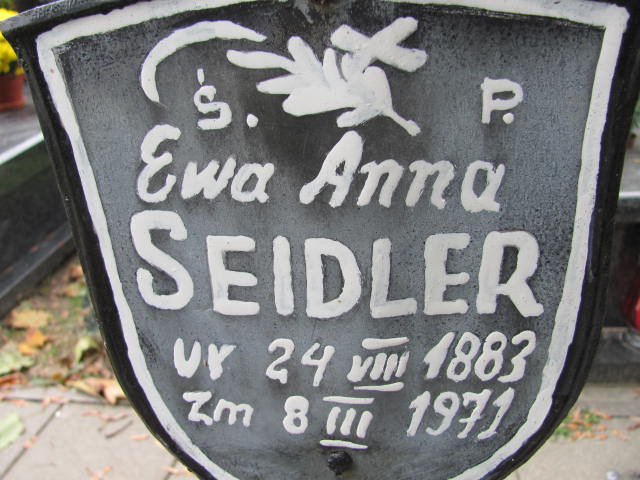 Ś. P.
Ewa Anna
SEIDLER
ur 24 VIII 1883
zm 8 III 1971